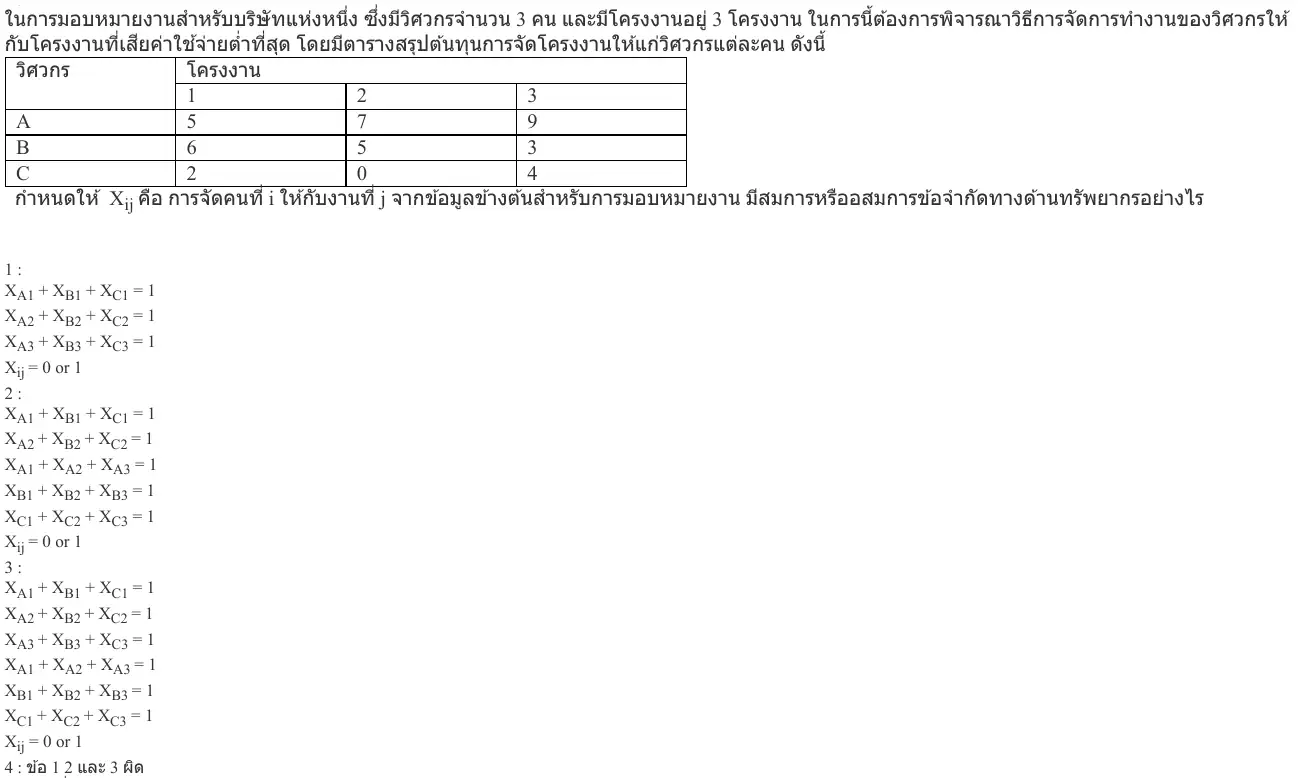 ในการมอบหมายงานสำหรับบริษัทแห่งหนึ่ง ซึ่งมีวิศวกรจำนวน 3 คน และมีโครงงานอยู่ 3 โครงงาน ในการนี้ต้องการพิจารณาวิธีการจัดการทำงานของวิศวกรให้
กับโครงงานที่เสียค่าใช้จ่ายต่ำที่สุด โดยมีตารางสรุปต้นทุนการจัดโครงงานให้แก่วิศวกรแต่ละคน ดังนี้
วิศวกร โครงงาน
1 2 3
A 5 7 9
B 6 5 3
C 2 0 4
กำหนดให้ Xij คือ การจัดคนที่ i ให้กับงานที่ j จากข้อมูลข้างต้นสำหรับการมอบหมายงาน มีสมการหรืออสมการข้อจำกัดทางด้านทรัพยากรอย่างไร
1 :
XA1 + XB1 + XC1 = 1
XA2 + XB2 + XC2 = 1
XA3 + XB3 + XC3 = 1
Xij = 0 or 1
2 :
XA1 + XB1 + XC1 = 1
XA2 + XB2 + XC2 = 1
XA1 + XA2 + XA3 = 1
XB1 + XB2 + XB3 = 1
XC1 + XC2 + XC3 = 1
Xij = 0 or 1
3 :
XA1 + XB1 + XC1 = 1
XA2 + XB2 + XC2 = 1
XA3 + XB3 + XC3 = 1
XA1 + XA2 + XA3 = 1
XB1 + XB2 + XB3 = 1
XC1 + XC2 + XC3 = 1
Xij = 0 or 1
4 : ข้อ 1 2 และ 3 ผิด